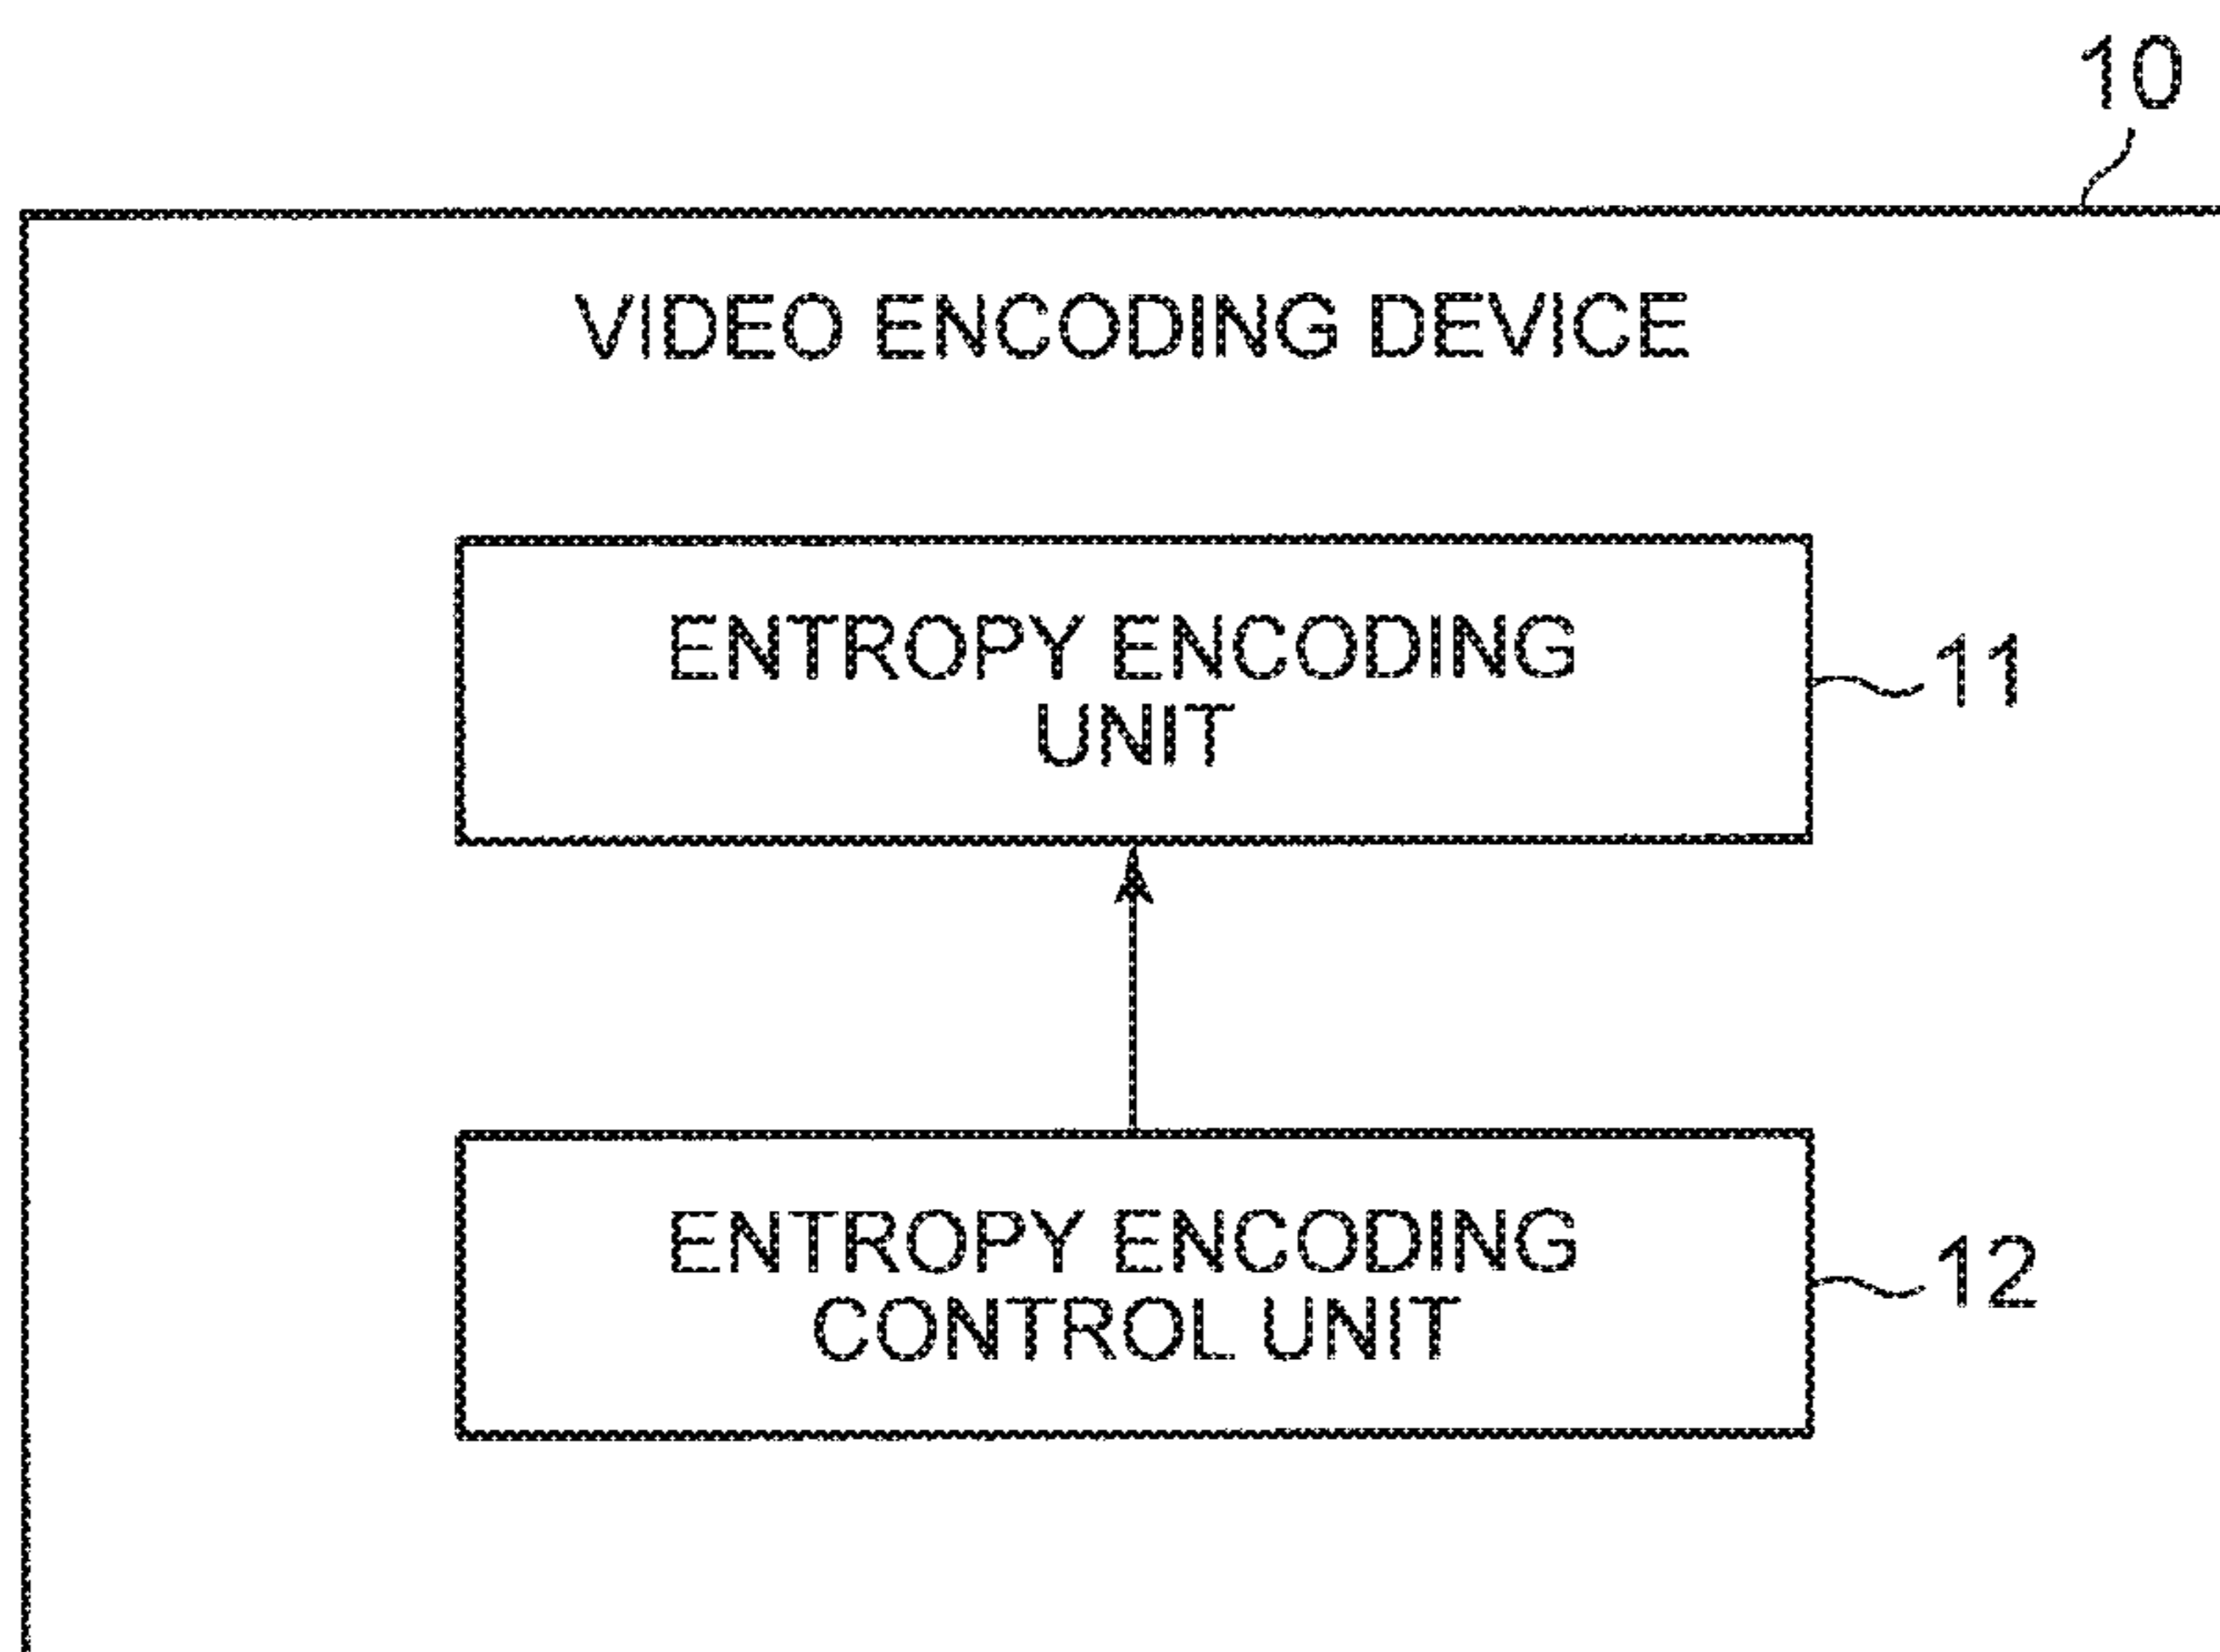 10
VIDEO ENCODING DEVICE
ENTROPY ENCODING
UNIT
11
ENTROPY ENCODING
CONTROL UNIT
12